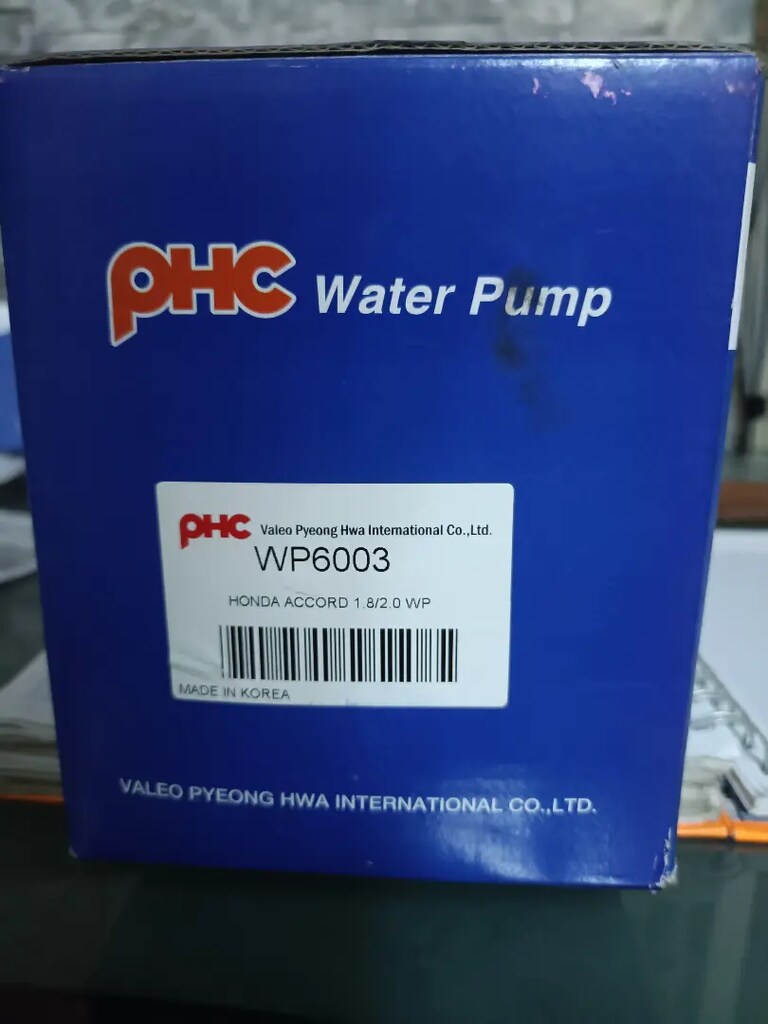 PHC Water Pump
PHC Valeo Pyeong Hwa International Co.,Ltd.
WP6003
HONDA ACCORD 1.8/2.0 WP
MADE IN KOREA
VALEO PYEONG HWA INTERNATIONAL CO.,LTD.